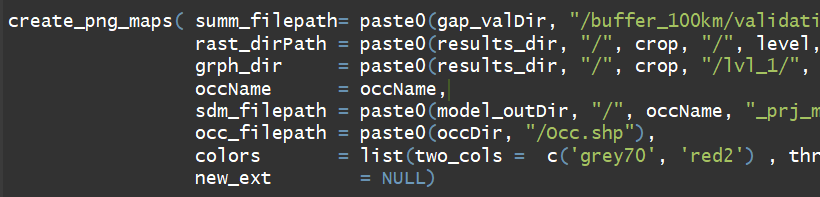 create_png_maps( summ_filepath= paste0(gap_valDir, "/buffer_100km/validati
rast_dirPath = paste0(results_dir, "/", crop, "/", level,
grph_dir     = paste0(results_dir, "/", crop, "/lvl_1/",
occName      = occName,
sdm_filepath = paste0(model_outDir, "/", occName, "_prj_m
occ_filepath = paste0(occDir, "/Occ.shp"),
colors       = list(two_cols =  c('grey70', 'red2') , thr
new_ext        = NULL)